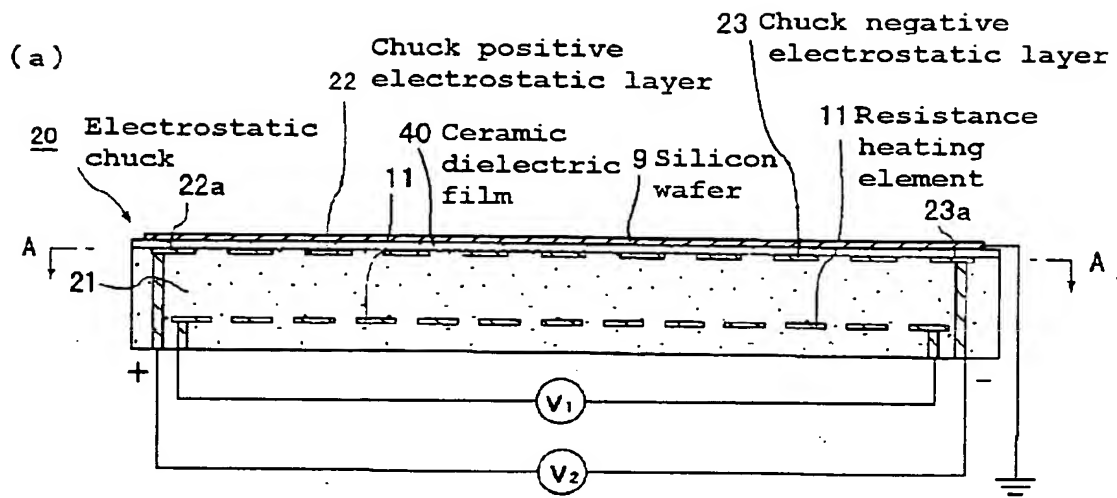 (a)
23 Chuck negative
electrostatic layer
Chuck positive
22 electrostatic layer
20 Electrostatic
chuck
40 Ceramic
dielectric
film
11
9 Silicon
wafer
11 Resistance
heating
element
22a
23a
A
A
21
+
-
V1
V2